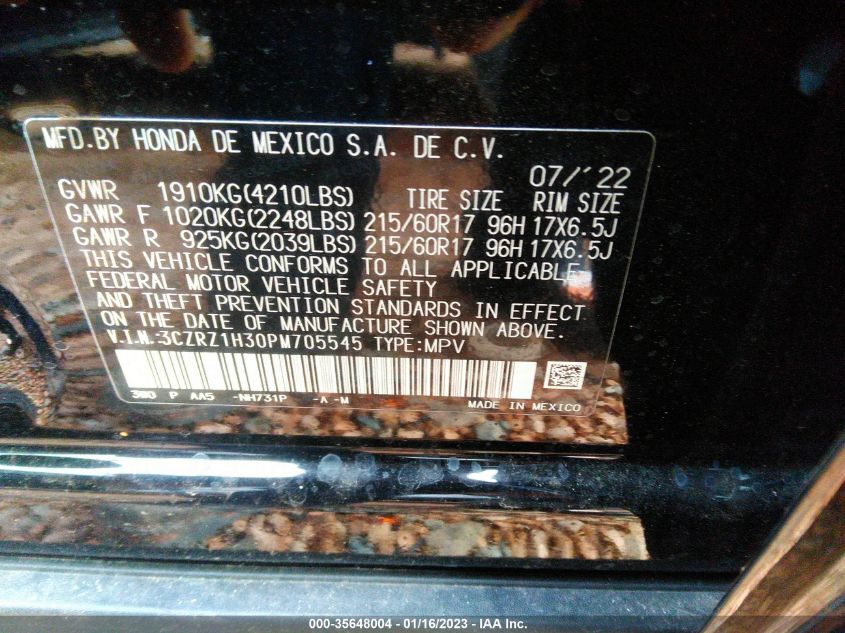 MFD.BY HONDA DE MEXICO S.A. DE C.V.
07/'22
GVWR 1910KG(4210LBS) TIRE SIZE RIM SIZE
GAWR F 1020KG(2248LBS) 215/60R17 96H 17X6.5J
GAWR R 925KG(2039LBS) 215/60R17 96H 17X6.5J
THIS VEHICLE CONFORMS TO ALL APPLICABLE
FEDERAL MOTOR VEHICLE SAFETY
AND THEFT PREVENTION STANDARDS IN EFFECT
ON THE DATE OF MANUFACTURE SHOWN ABOVE.
V.I.N.:3CZRZ1H30PM705545 TYPE:MPV
3W0 P AA5 -NH731P -A -M
MADE IN MEXICO
000-35648004 - 01/16/2023 - IAA Inc.